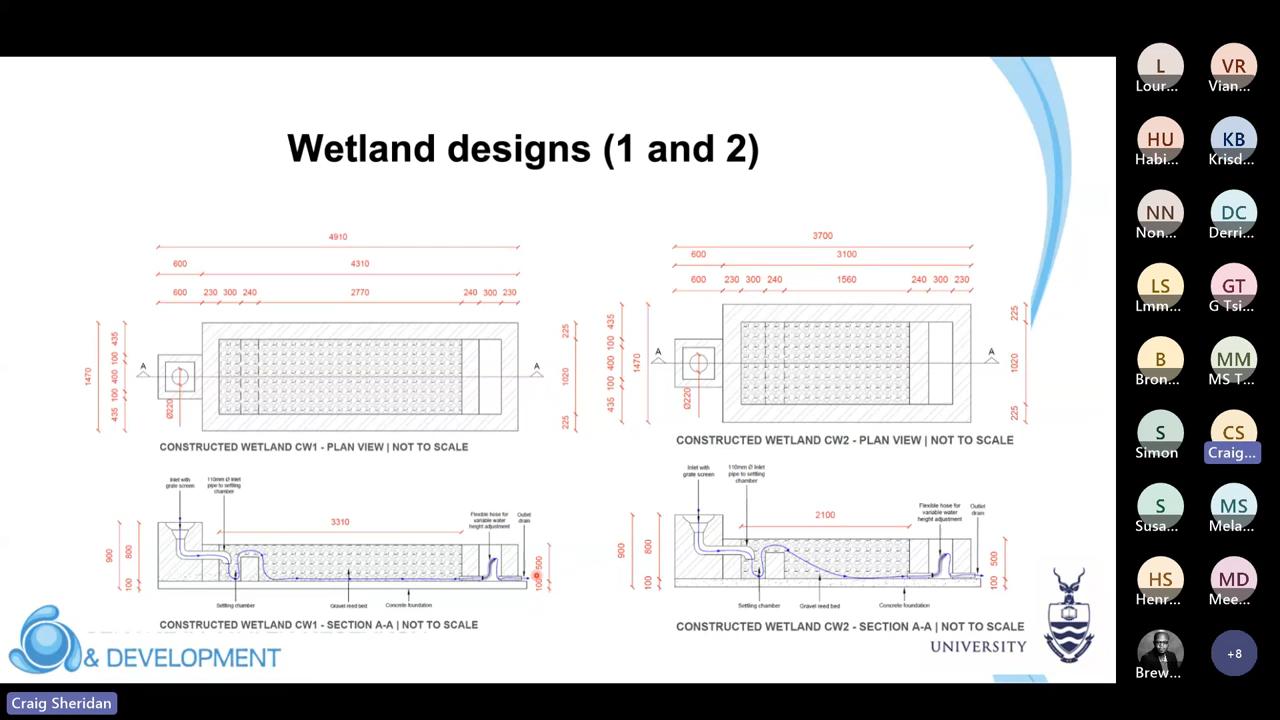 Wetland designs (1 and 2)
4910
600
4310
600
230
300
240
2770
240
300
230
1470
435
100
400
100
435
Ø220
A
A
225
1020
225
CONSTRUCTED WETLAND CW1 - PLAN VIEW | NOT TO SCALE
3700
600
3100
600
230
300
240
1560
240
300
230
1470
435
100
400
100
435
Ø220
A
A
225
1020
225
CONSTRUCTED WETLAND CW2 - PLAN VIEW | NOT TO SCALE
Inlet with
grate screen
110mm Ø Inlet
pipe to settling
chamber
3310
Flexible hose for
variable water
height adjustment
Outlet
drain
900
800
100
500
100
Settling chamber
Gravel reed bed
Concrete foundation
CONSTRUCTED WETLAND CW1 - SECTION A-A | NOT TO SCALE
Inlet with
grate screen
110mm Ø Inlet
pipe to settling
chamber
2100
Flexible hose for
variable water
height adjustment
Outlet
drain
900
800
100
500
100
Settling chamber
Gravel reed bed
Concrete foundation
CONSTRUCTED WETLAND CW2 - SECTION A-A | NOT TO SCALE
& DEVELOPMENT
UNIVERSITY
L
Lour...
VR
Vian...
HU
Habi...
KB
Krisd...
NN
Non...
DC
Derri...
LS
Lmm...
GT
G Tsi...
B
Bron...
MM
MS T...
S
Simon
CS
Craig...
S
Susa...
MS
Mela...
HS
Henr...
MD
Mee...
Brew...
+8
Craig Sheridan